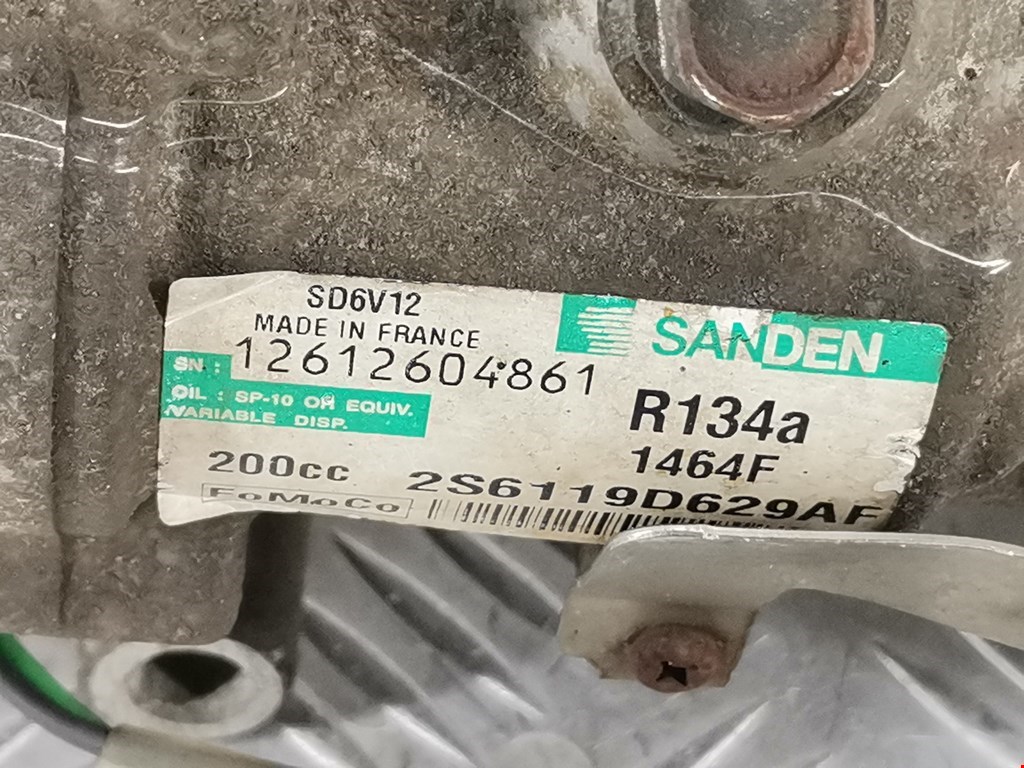 SD6V12
MADE IN FRANCE
SANDEN
SN : 12612604861
OIL : SP-10 OR EQUIV.
VARIABLE DISP.
R134a
1464F
200cc
2S6119D629AF
FoMoCo